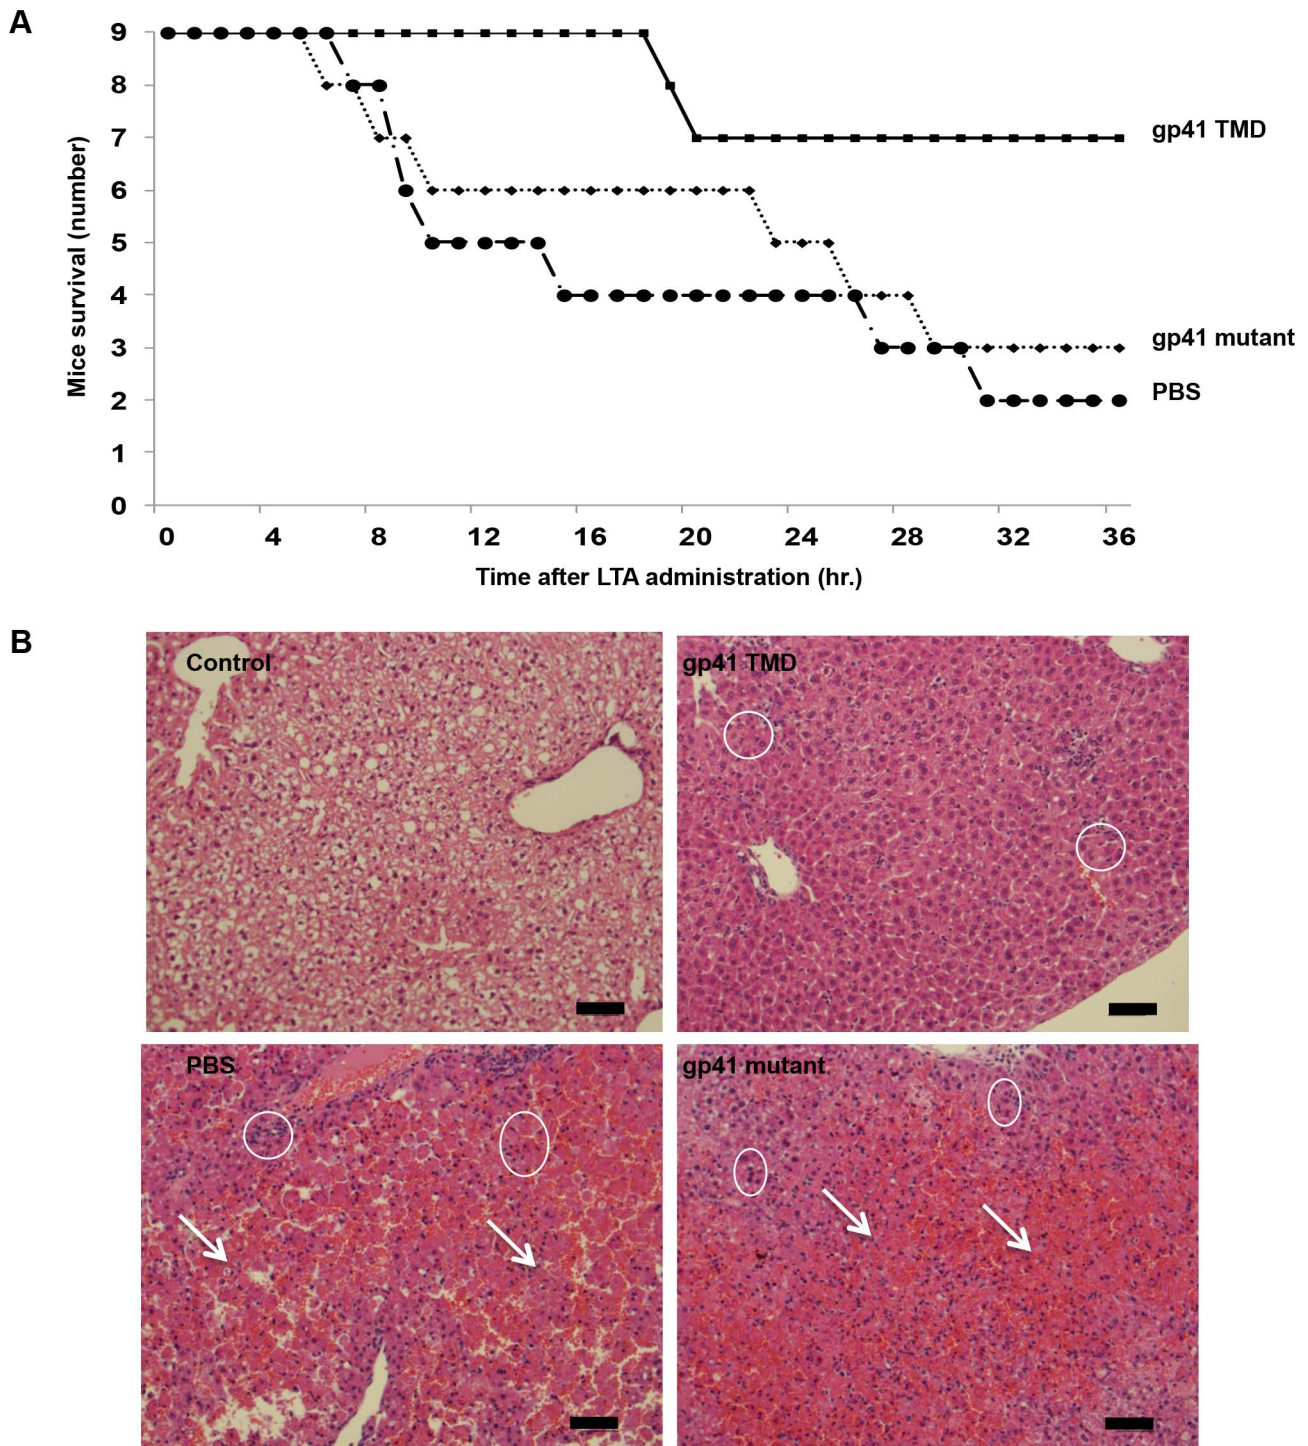 A
9
8
7
6
5
4
3
2
1
0
Mice survival (number)
gp41 TMD
gp41 mutant
PBS
0 4 8 12 16 20 24 28 32 36
Time after LTA administration (hr.)
B
Control
gp41 TMD
PBS
gp41 mutant